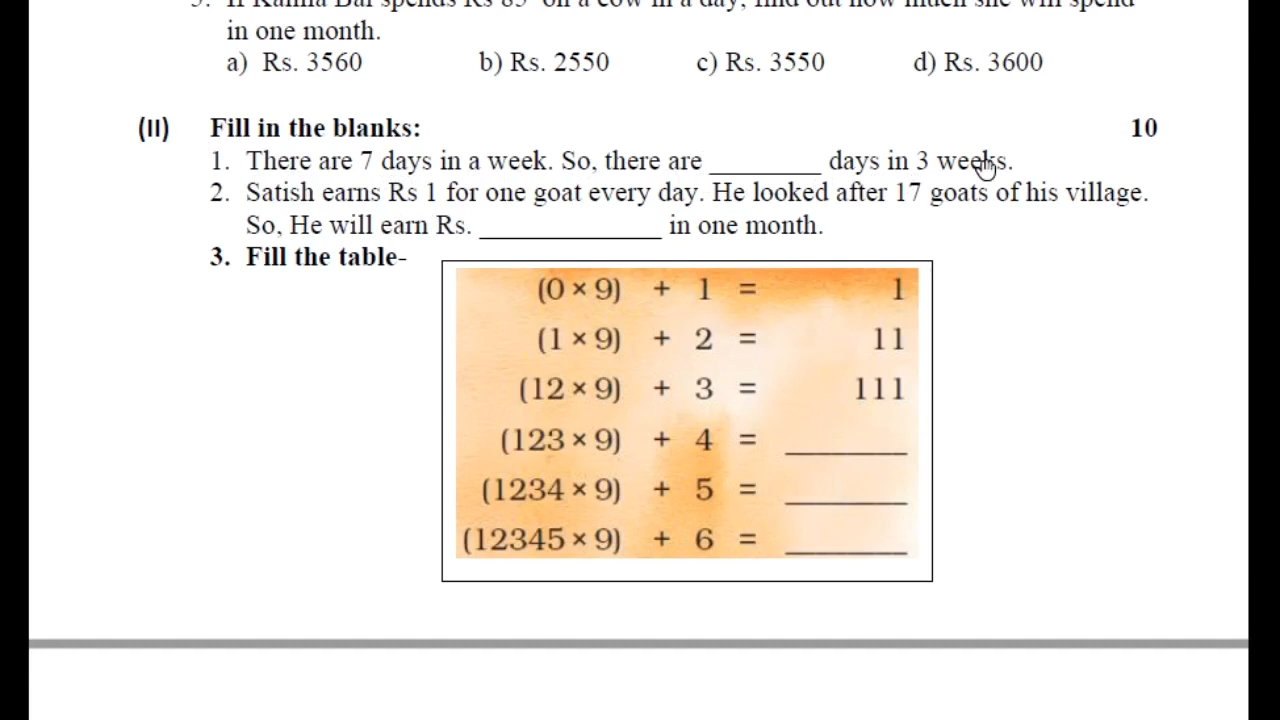 in one month.
a) Rs. 3560 b) Rs. 2550 c) Rs. 3550 d) Rs. 3600
(II) Fill in the blanks: 10
1. There are 7 days in a week. So, there are ________ days in 3 weeks.
2. Satish earns Rs 1 for one goat every day. He looked after 17 goats of his village.
So, He will earn Rs. _____________ in one month.
3. Fill the table-
(0 × 9) + 1 = 1
(1 × 9) + 2 = 11
(12 × 9) + 3 = 111
(123 × 9) + 4 = ________
(1234 × 9) + 5 = ________
(12345 × 9) + 6 = ________